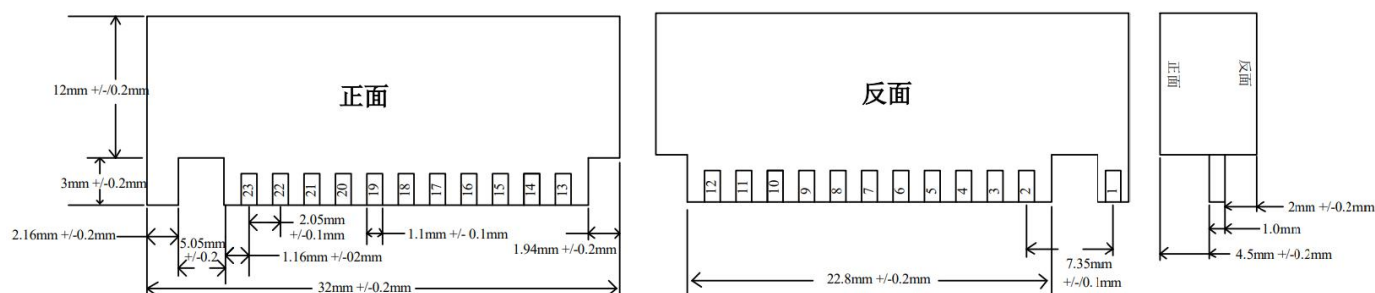 12mm +/-/0.2mm
3mm +/-0.2mm
2.16mm +/-0.2mm
5.05mm
+/-0.2
1.16mm +/-02mm
2.05mm
+/-0.1mm
1.1mm +/- 0.1mm
1.94mm +/-0.2mm
32mm +/-0.2mm
正面
23
22
21
20
19
18
17
16
15
14
13
反面
12
11
10
9
8
7
6
5
4
3
2
1
22.8mm +/-0.2mm
7.35mm
+/-/0.1mm
正面
反面
2mm +/-0.2mm
1.0mm
4.5mm +/-0.2mm